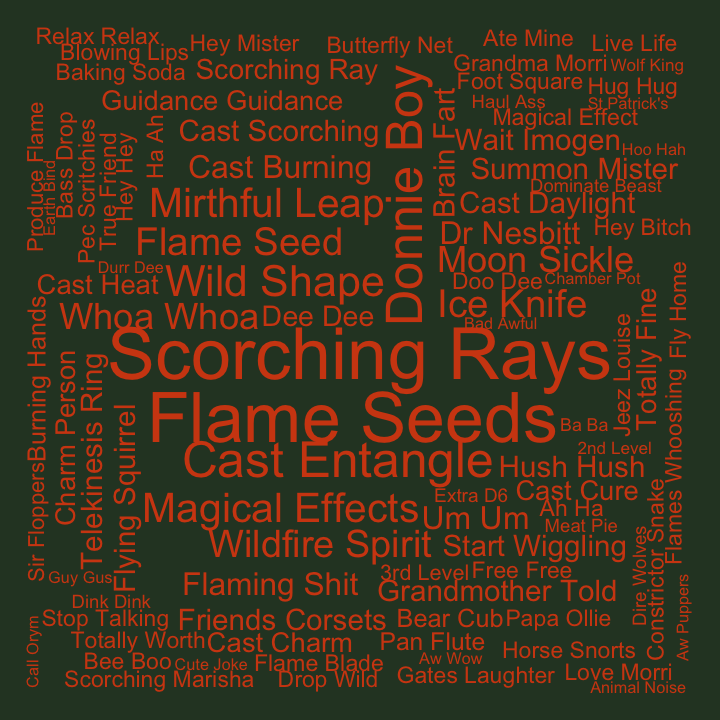 Relax Relax
Blowing Lips
Hey Mister
Butterfly Net
Ate Mine
Live Life
Baking Soda
Scorching Ray
Grandma Morri
Wolf King
Foot Square
Hug Hug
Guidance Guidance
Haul Ass
St Patrick's
Magical Effect
Cast Scorching
Wait Imogen
Hoo Hah
Cast Burning
Summon Mister
Dominate Beast
Mirthful Leap
Cast Daylight
Donnie Boy
Brain Fart
Produce Flame
Earth Bind
Bass Drop
Pec Scritchies
True Friend
Hey Hey
Ha Ah
Flame Seed
Dr Nesbitt
Hey Bitch
Moon Sickle
Durr Dee
Cast Heat
Wild Shape
Doo Dee
Chamber Pot
Ice Knife
Whoa Whoa
Dee Dee
Bad Awful
Scorching Rays
Flame Seeds
Ba Ba
Jeez Louise
Totally Fine
Fly Home
Flames Whooshing
Burning Hands
Sir Floppers
Charm Person
Telekinesis Ring
Flying Squirrel
Cast Entangle
2nd Level
Hush Hush
Extra D6
Cast Cure
Magical Effects
Um Um
Ah Ha
Meat Pie
Wildfire Spirit
Start Wiggling
Dire Wolves
Constrictor Snake
Aw Puppers
Guy Gus
Flaming Shit
3rd Level
Free Free
Grandmother Told
Dink Dink
Stop Talking
Friends Corsets
Bear Cub
Papa Ollie
Call Orym
Totally Worth
Cast Charm
Pan Flute
Horse Snorts
Bee Boo
Cute Joke
Flame Blade
Aw Wow
Scorching Marisha
Drop Wild
Gates Laughter
Love Morri
Animal Noise